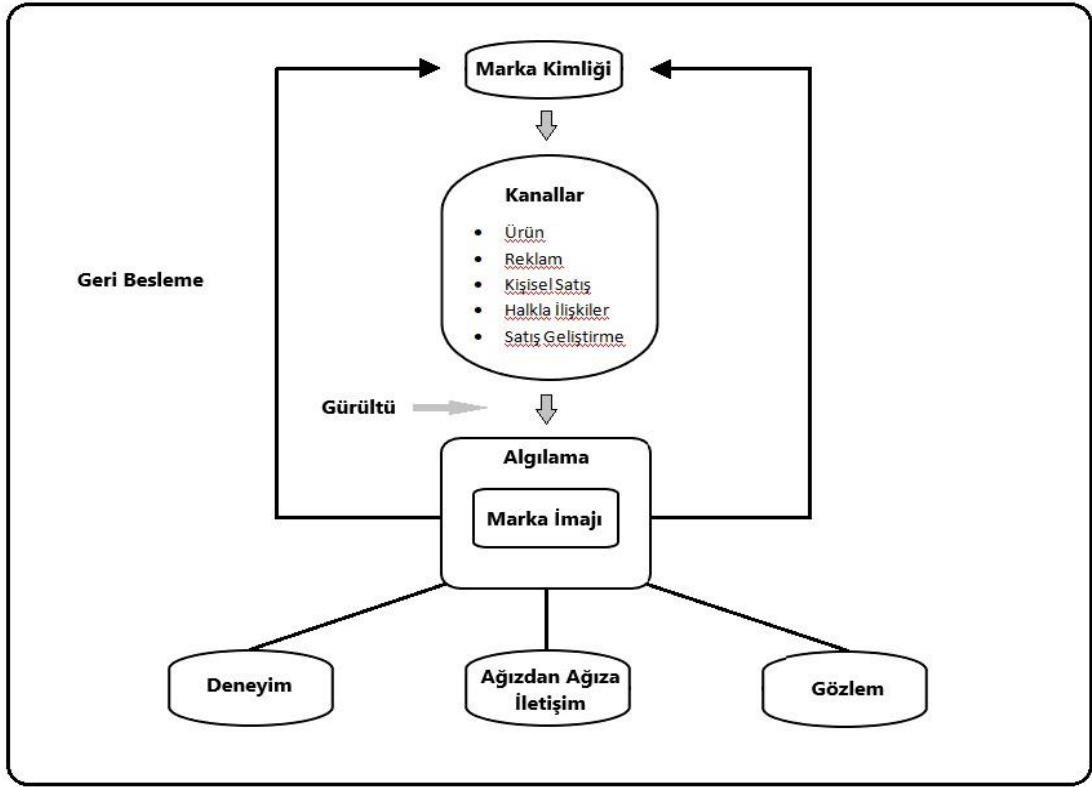 Marka Kimliği
Kanallar
• Ürün
• Reklam
• Kişisel Satış
• Halkla İlişkiler
• Satış Geliştirme
Geri Besleme
Gürültü
Algılama
Marka İmajı
Deneyim
Ağızdan Ağıza
İletişim
Gözlem